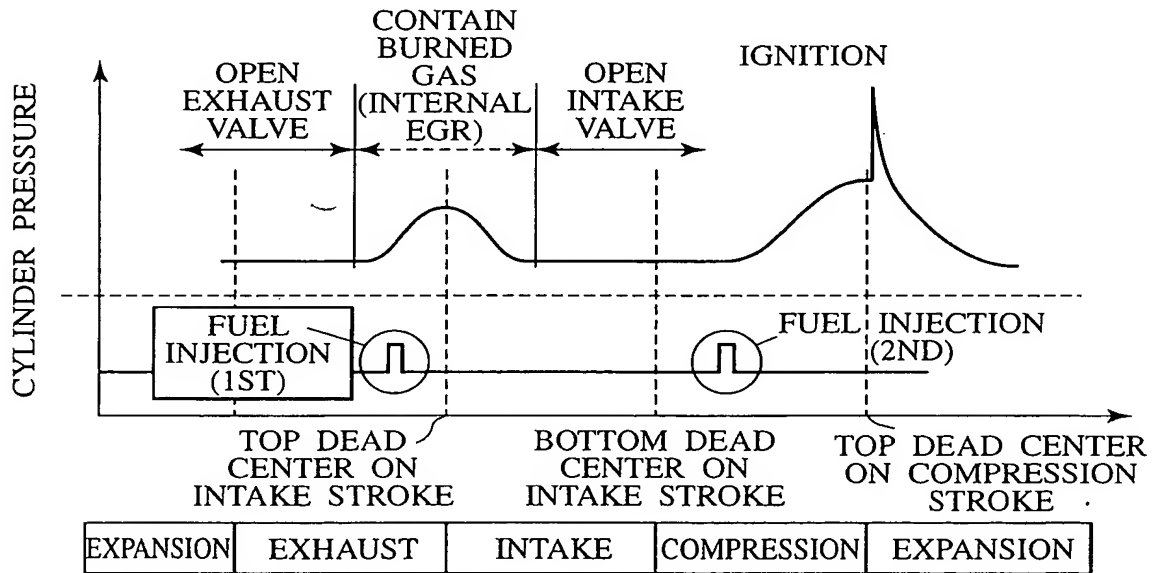 CYLINDER PRESSURE
OPEN
EXHAUST
VALVE
CONTAIN
BURNED
GAS
(INTERNAL
EGR)
OPEN
INTAKE
VALVE
IGNITION
FUEL
INJECTION
(1ST)
FUEL INJECTION
(2ND)
TOP DEAD
CENTER ON
INTAKE STROKE
BOTTOM DEAD
CENTER ON
INTAKE STROKE
TOP DEAD CENTER
ON COMPRESSION
STROKE
EXPANSION EXHAUST INTAKE COMPRESSION EXPANSION